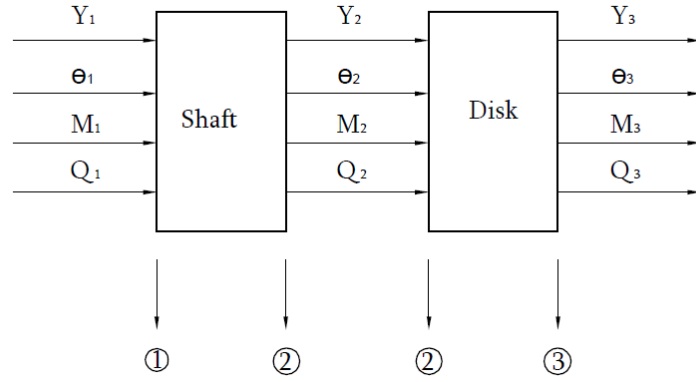 Y₁ Y₂ Y₃
ϴ₁ ϴ₂ ϴ₃
Shaft Disk
M₁ M₂ M₃
Q₁ Q₂ Q₃
① ② ② ③